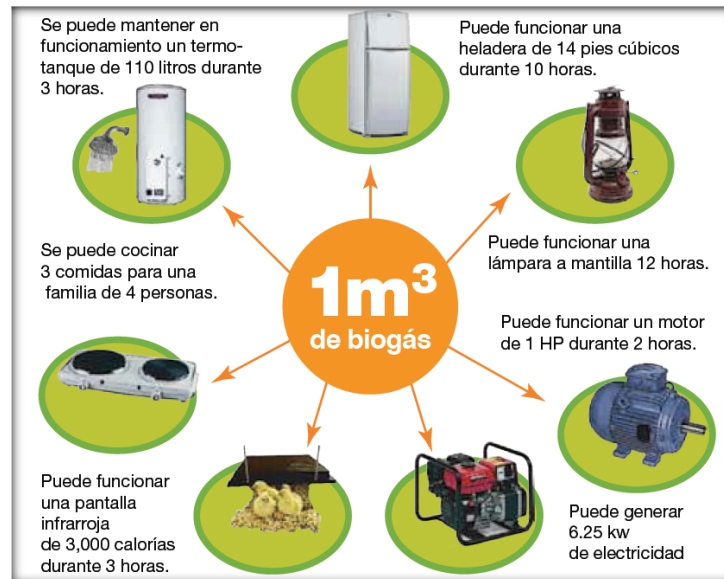 Se puede mantener en
funcionamiento un termo-
tanque de 110 litros durante
3 horas.
Puede funcionar una
heladera de 14 pies cúbicos
durante 10 horas.
Se puede cocinar
3 comidas para una
familia de 4 personas.
1m³
de biogás
Puede funcionar una
lámpara a mantilla 12 horas.
Puede funcionar un motor
de 1 HP durante 2 horas.
Puede funcionar
una pantalla
infrarroja
de 3,000 calorías
durante 3 horas.
Puede generar
6.25 kw
de electricidad